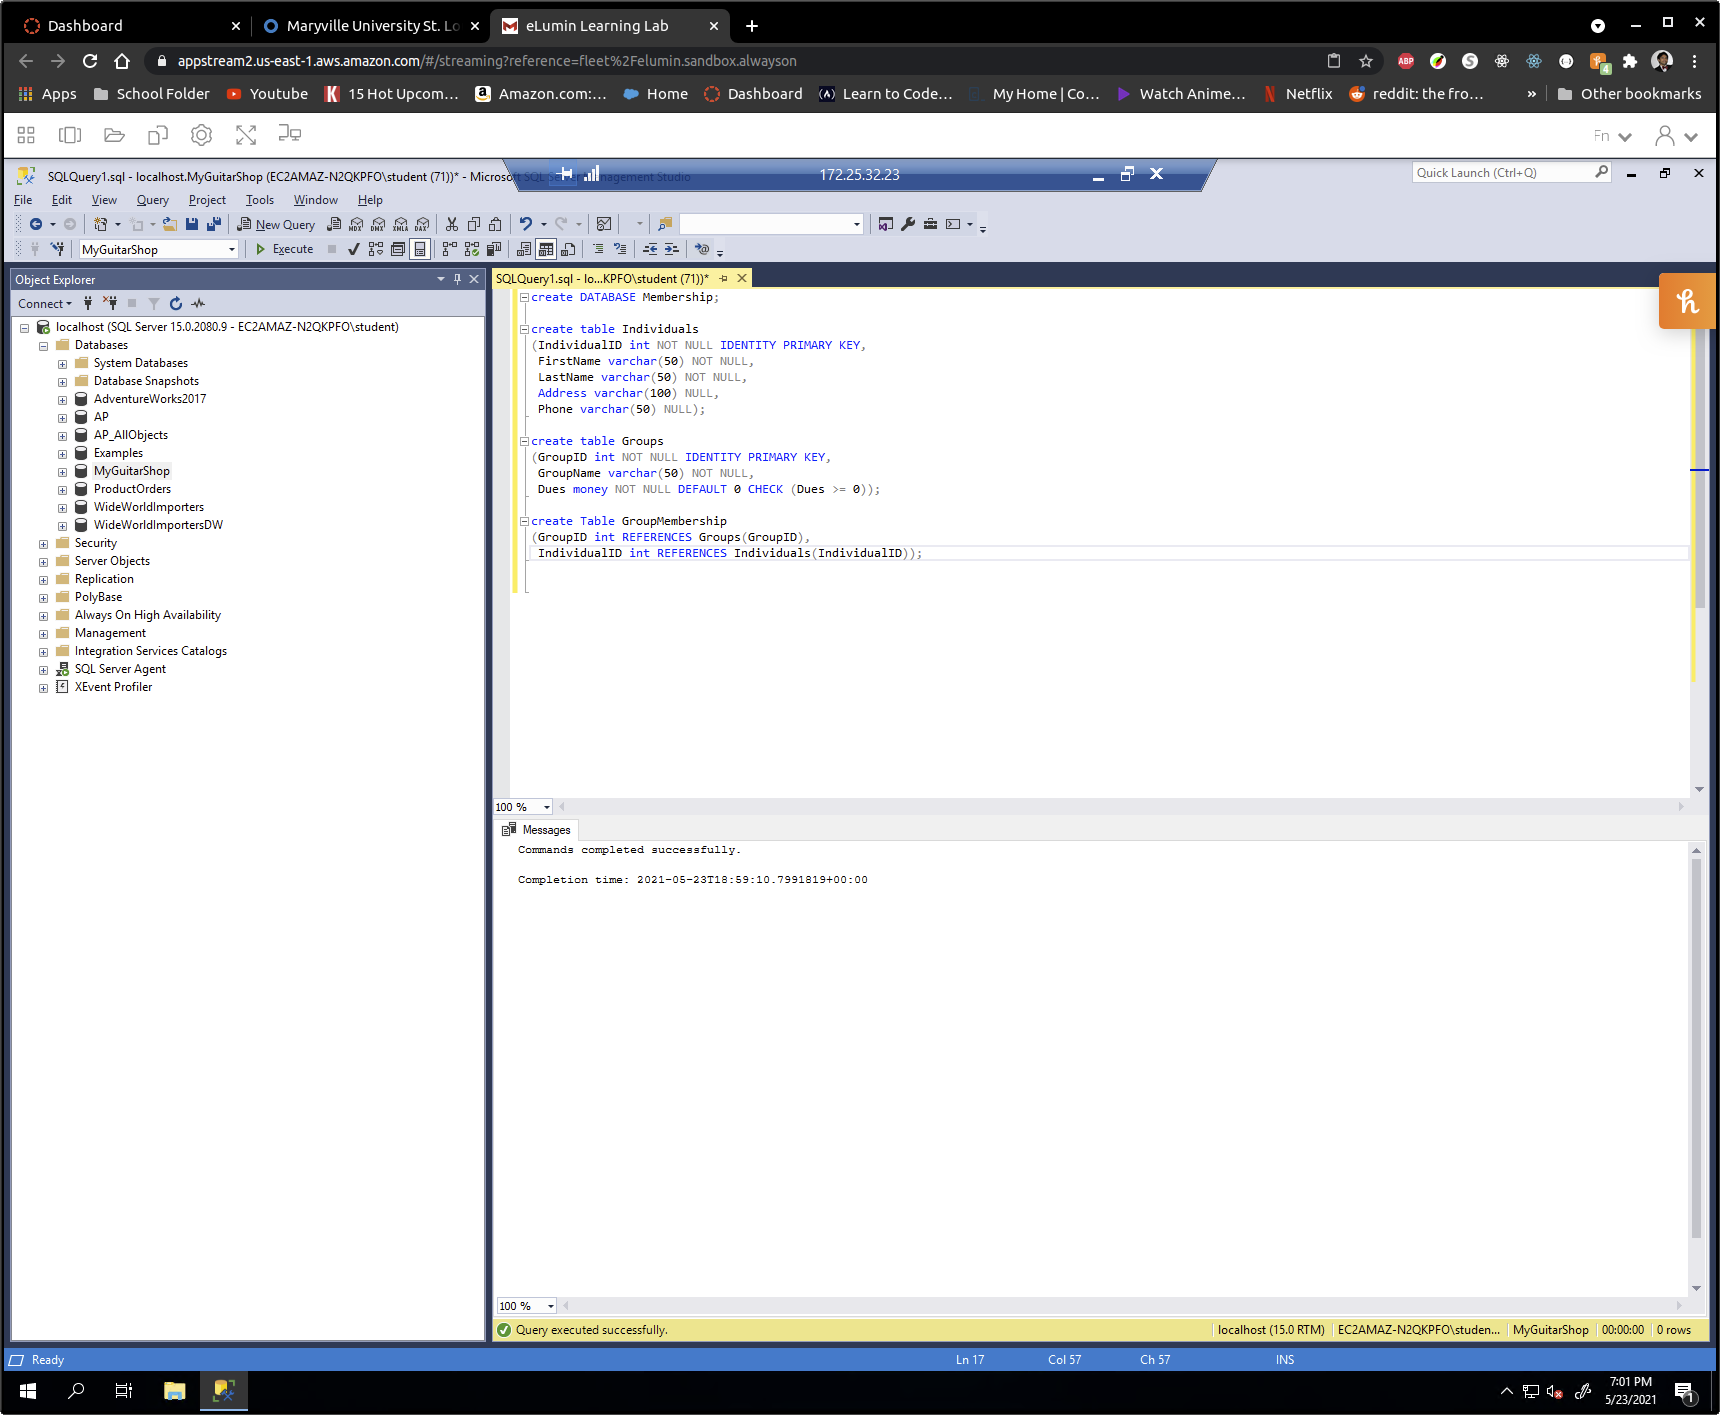 Dashboard
Maryville University St. Lo
eLumin Learning Lab
appstream2.us-east-1.aws.amazon.com/#/streaming?reference=fleet%2Felumin.sandbox.alwayson
ABP
4
Apps
School Folder
Youtube
15 Hot Upcom...
Amazon.com:...
Home
Dashboard
Learn to Code...
My Home | Co...
Watch Anime...
Netflix
reddit: the fro...
»
Other bookmarks
Fn
SQLQuery1.sql - localhost.MyGuitarShop (EC2AMAZ-N2QKPFO\student (71))* - Microsoft SQL Server Management Studio
172.25.32.23
Quick Launch (Ctrl+Q)
File Edit View Query Project Tools Window Help
New Query
MDX DMX XMLA DAX
MyGuitarShop
Execute
Object Explorer
Connect
localhost (SQL Server 15.0.2080.9 - EC2AMAZ-N2QKPFO\student)
Databases
System Databases
Database Snapshots
AdventureWorks2017
AP
AP_AllObjects
Examples
MyGuitarShop
ProductOrders
WideWorldImporters
WideWorldImportersDW
Security
Server Objects
Replication
PolyBase
Always On High Availability
Management
Integration Services Catalogs
SQL Server Agent
XEvent Profiler
SQLQuery1.sql - lo...KPFO\student (71))*
create DATABASE Membership;
create table Individuals
(IndividualID int NOT NULL IDENTITY PRIMARY KEY,
FirstName varchar(50) NOT NULL,
LastName varchar(50) NOT NULL,
Address varchar(100) NULL,
Phone varchar(50) NULL);
create table Groups
(GroupID int NOT NULL IDENTITY PRIMARY KEY,
GroupName varchar(50) NOT NULL,
Dues money NOT NULL DEFAULT 0 CHECK (Dues >= 0));
create Table GroupMembership
(GroupID int REFERENCES Groups(GroupID),
IndividualID int REFERENCES Individuals(IndividualID));
100 %
Messages
Commands completed successfully.
Completion time: 2021-05-23T18:59:10.7991819+00:00
100 %
Query executed successfully.
localhost (15.0 RTM)
EC2AMAZ-N2QKPFO\studen...
MyGuitarShop
00:00:00
0 rows
Ready
Ln 17
Col 57
Ch 57
INS
7:01 PM
5/23/2021
1